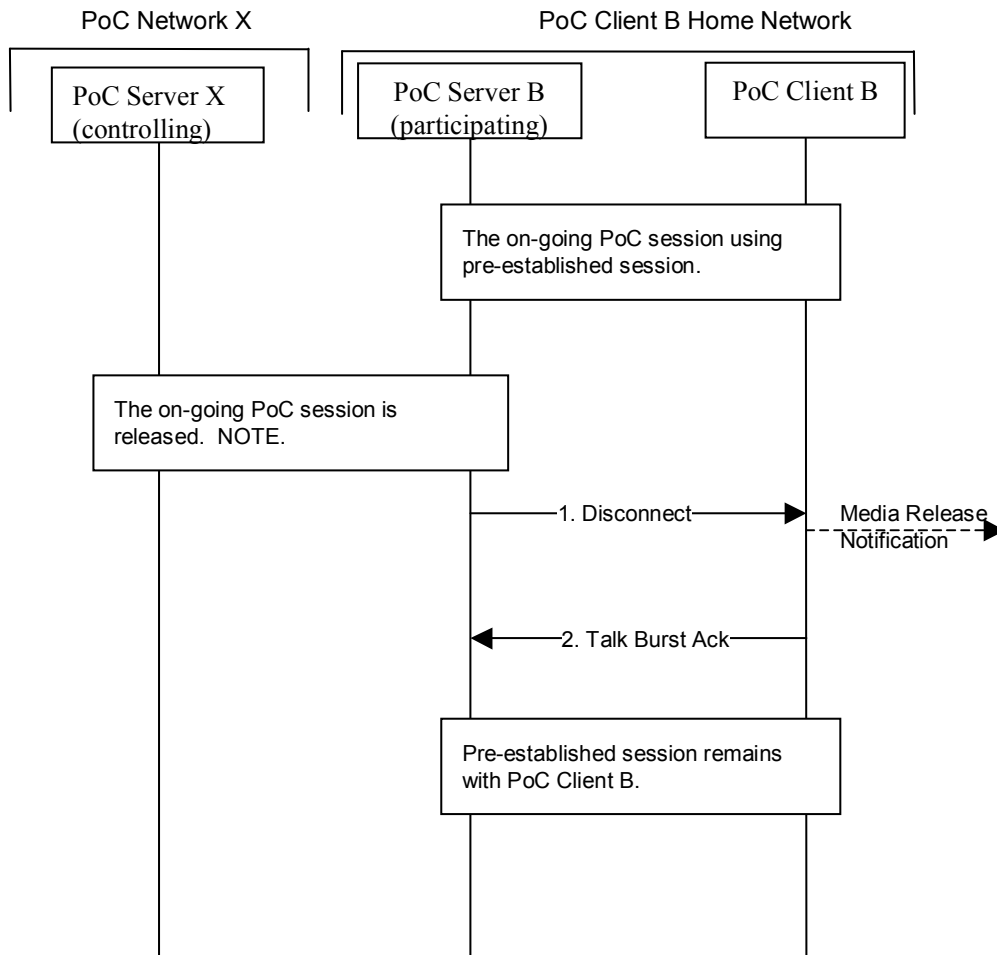 PoC Network X
PoC Client B Home Network
PoC Server X
(controlling)
PoC Server B
(participating)
PoC Client B
The on-going PoC session using
pre-established session.
The on-going PoC session is
released.  NOTE.
1. Disconnect
Media Release
Notification
2. Talk Burst Ack
Pre-established session remains
with PoC Client B.